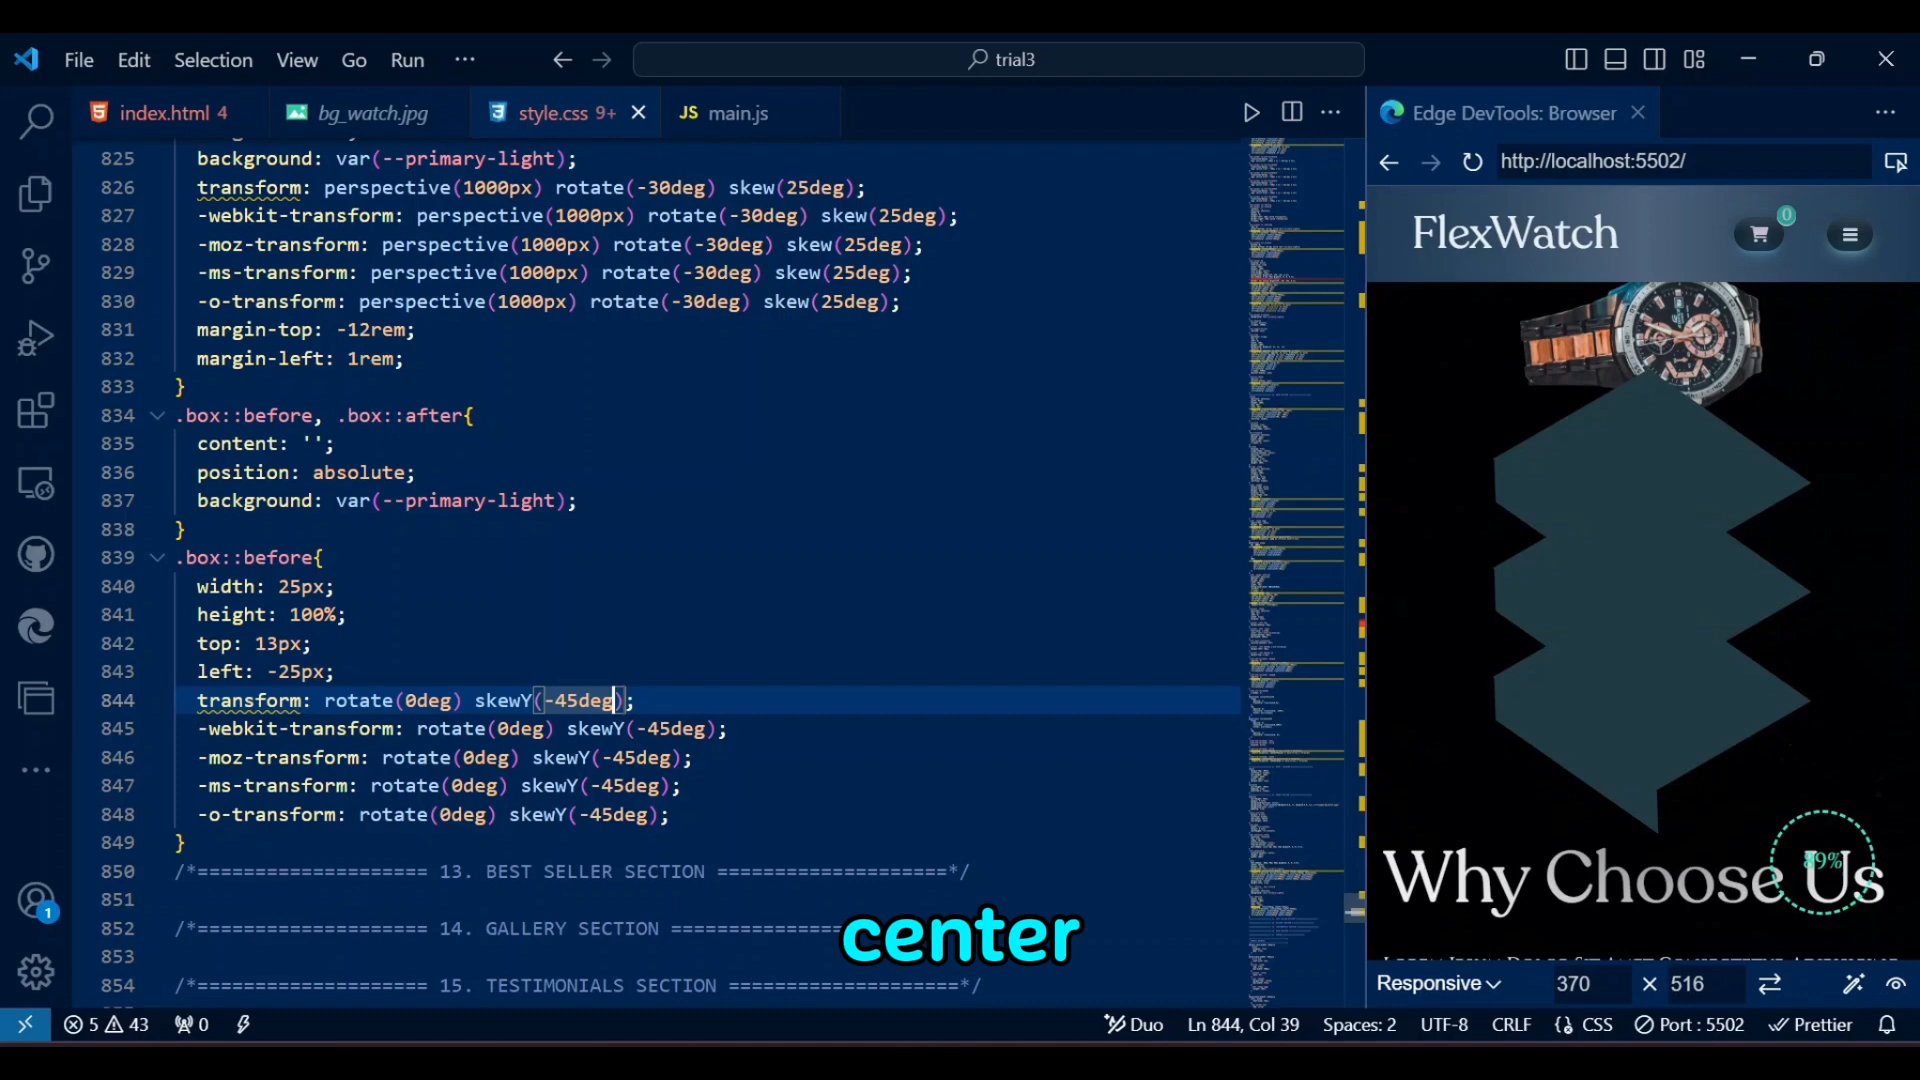 File Edit Selection View Go Run ··· trial3
index.html 4 bg_watch.jpg style.css 9+ JS main.js
825 background: var(--primary-light);
826 transform: perspective(1000px) rotate(-30deg) skew(25deg);
827 -webkit-transform: perspective(1000px) rotate(-30deg) skew(25deg);
828 -moz-transform: perspective(1000px) rotate(-30deg) skew(25deg);
829 -ms-transform: perspective(1000px) rotate(-30deg) skew(25deg);
830 -o-transform: perspective(1000px) rotate(-30deg) skew(25deg);
831 margin-top: -12rem;
832 margin-left: 1rem;
833 }
834 .box::before, .box::after{
835 content: '';
836 position: absolute;
837 background: var(--primary-light);
838 }
839 .box::before{
840 width: 25px;
841 height: 100%;
842 top: 13px;
843 left: -25px;
844 transform: rotate(0deg) skewY(-45deg);
845 -webkit-transform: rotate(0deg) skewY(-45deg);
846 -moz-transform: rotate(0deg) skewY(-45deg);
847 -ms-transform: rotate(0deg) skewY(-45deg);
848 -o-transform: rotate(0deg) skewY(-45deg);
849 }
850 /*==================== 13. BEST SELLER SECTION ====================*/
851
852 /*==================== 14. GALLERY SECTION ===============
853
854 /*==================== 15. TESTIMONIALS SECTION ====================*/
center
Edge DevTools: Browser
http://localhost:5502/
FlexWatch 0
Why Choose Us
89%
Responsive 370 × 516
1
5 43 0 Duo Ln 844, Col 39 Spaces: 2 UTF-8 CRLF CSS Port : 5502 Prettier